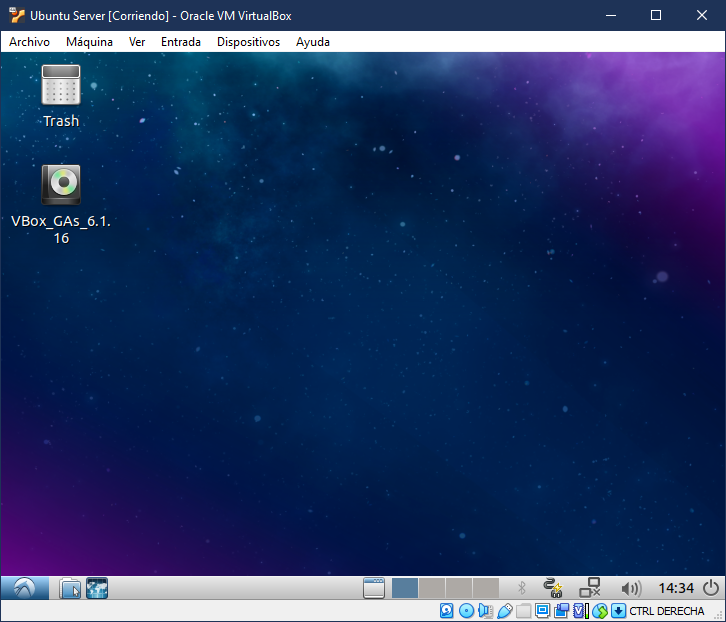 Ubuntu Server [Corriendo] - Oracle VM VirtualBox
Archivo Máquina Ver Entrada Dispositivos Ayuda
Trash
VBox_GAs_6.1.
16
14:34
CTRL DERECHA